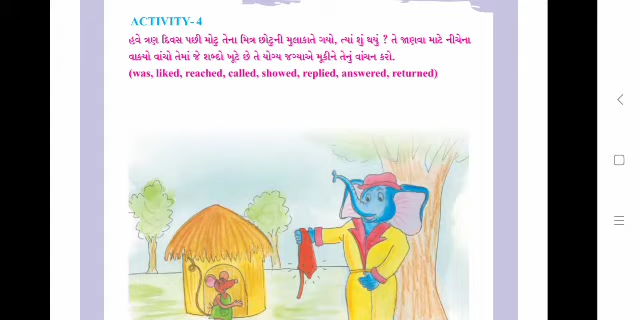 ACTIVITY- 4
હવે ત્રણ દિવસ પછી મોટુ તેના મિત્ર છોટુની મુલાકાતે ગયો, ત્યાં શું થયું ? તે જાણવા માટે નીચેના
વાક્યો વાંચો તેમાં જે શબ્દો ખૂટે છે તે યોગ્ય જગ્યાએ મૂકીને તેનું વાંચન કરો.
(was, liked, reached, called, showed, replied, answered, returned)